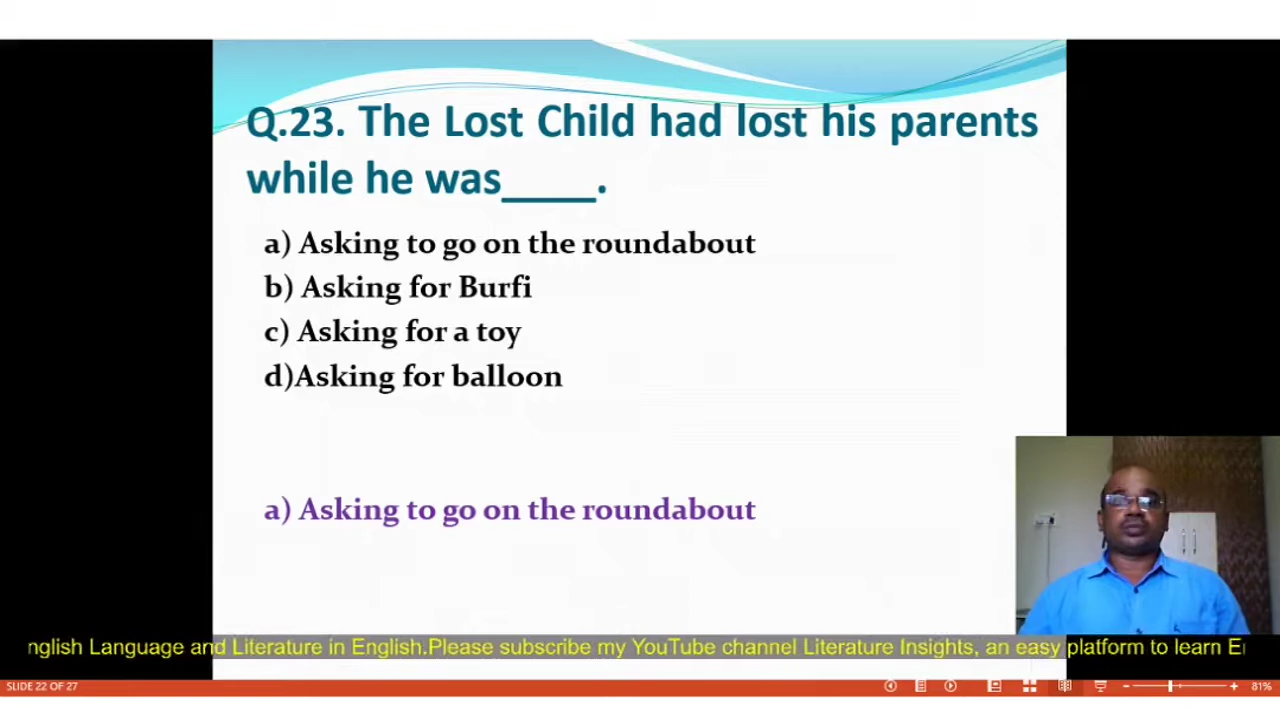 Q.23. The Lost Child had lost his parents
while he was____.
a) Asking to go on the roundabout
b) Asking for Burfi
c) Asking for a toy
d)Asking for balloon
a) Asking to go on the roundabout
nglish Language and Literature in English.Please subscribe my YouTube channel Literature Insights, an easy platform to learn E
SLIDE 22 OF 27
81%